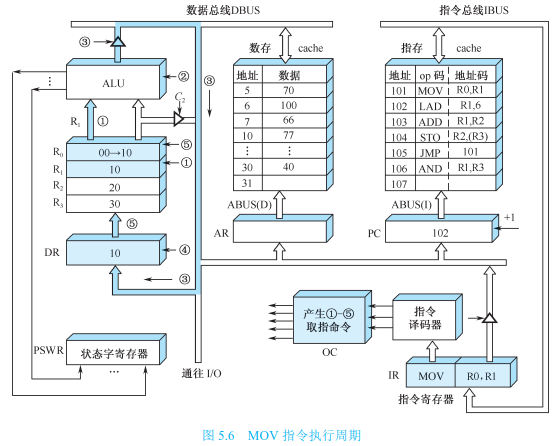 数据总线DBUS
指令总线IBUS
③
数存 cache
指存 cache
ALU
②
C₂
③
R₁ ①
地址 数据
5 70
6 100
7 66
10 77
⋮ ⋮
30 40
31
地址 op 码 地址码
101 MOV R0,R1
102 LAD R1,6
103 ADD R1,R2
104 STO R2,(R3)
105 JMP 101
106 AND R1,R3
107
R₀ 00→10 ⑤
R₁ 10 ①
R₂ 20
R₃ 30
⑤
ABUS(D)
ABUS(I)
AR
PC 102 +1
DR 10 ④
③
产生①-⑤
取指命令
OC
指令
译码器
PSWR 状态字寄存器
…
通往 I/O
IR MOV R0,R1
指令寄存器
图 5.6 MOV 指令执行周期